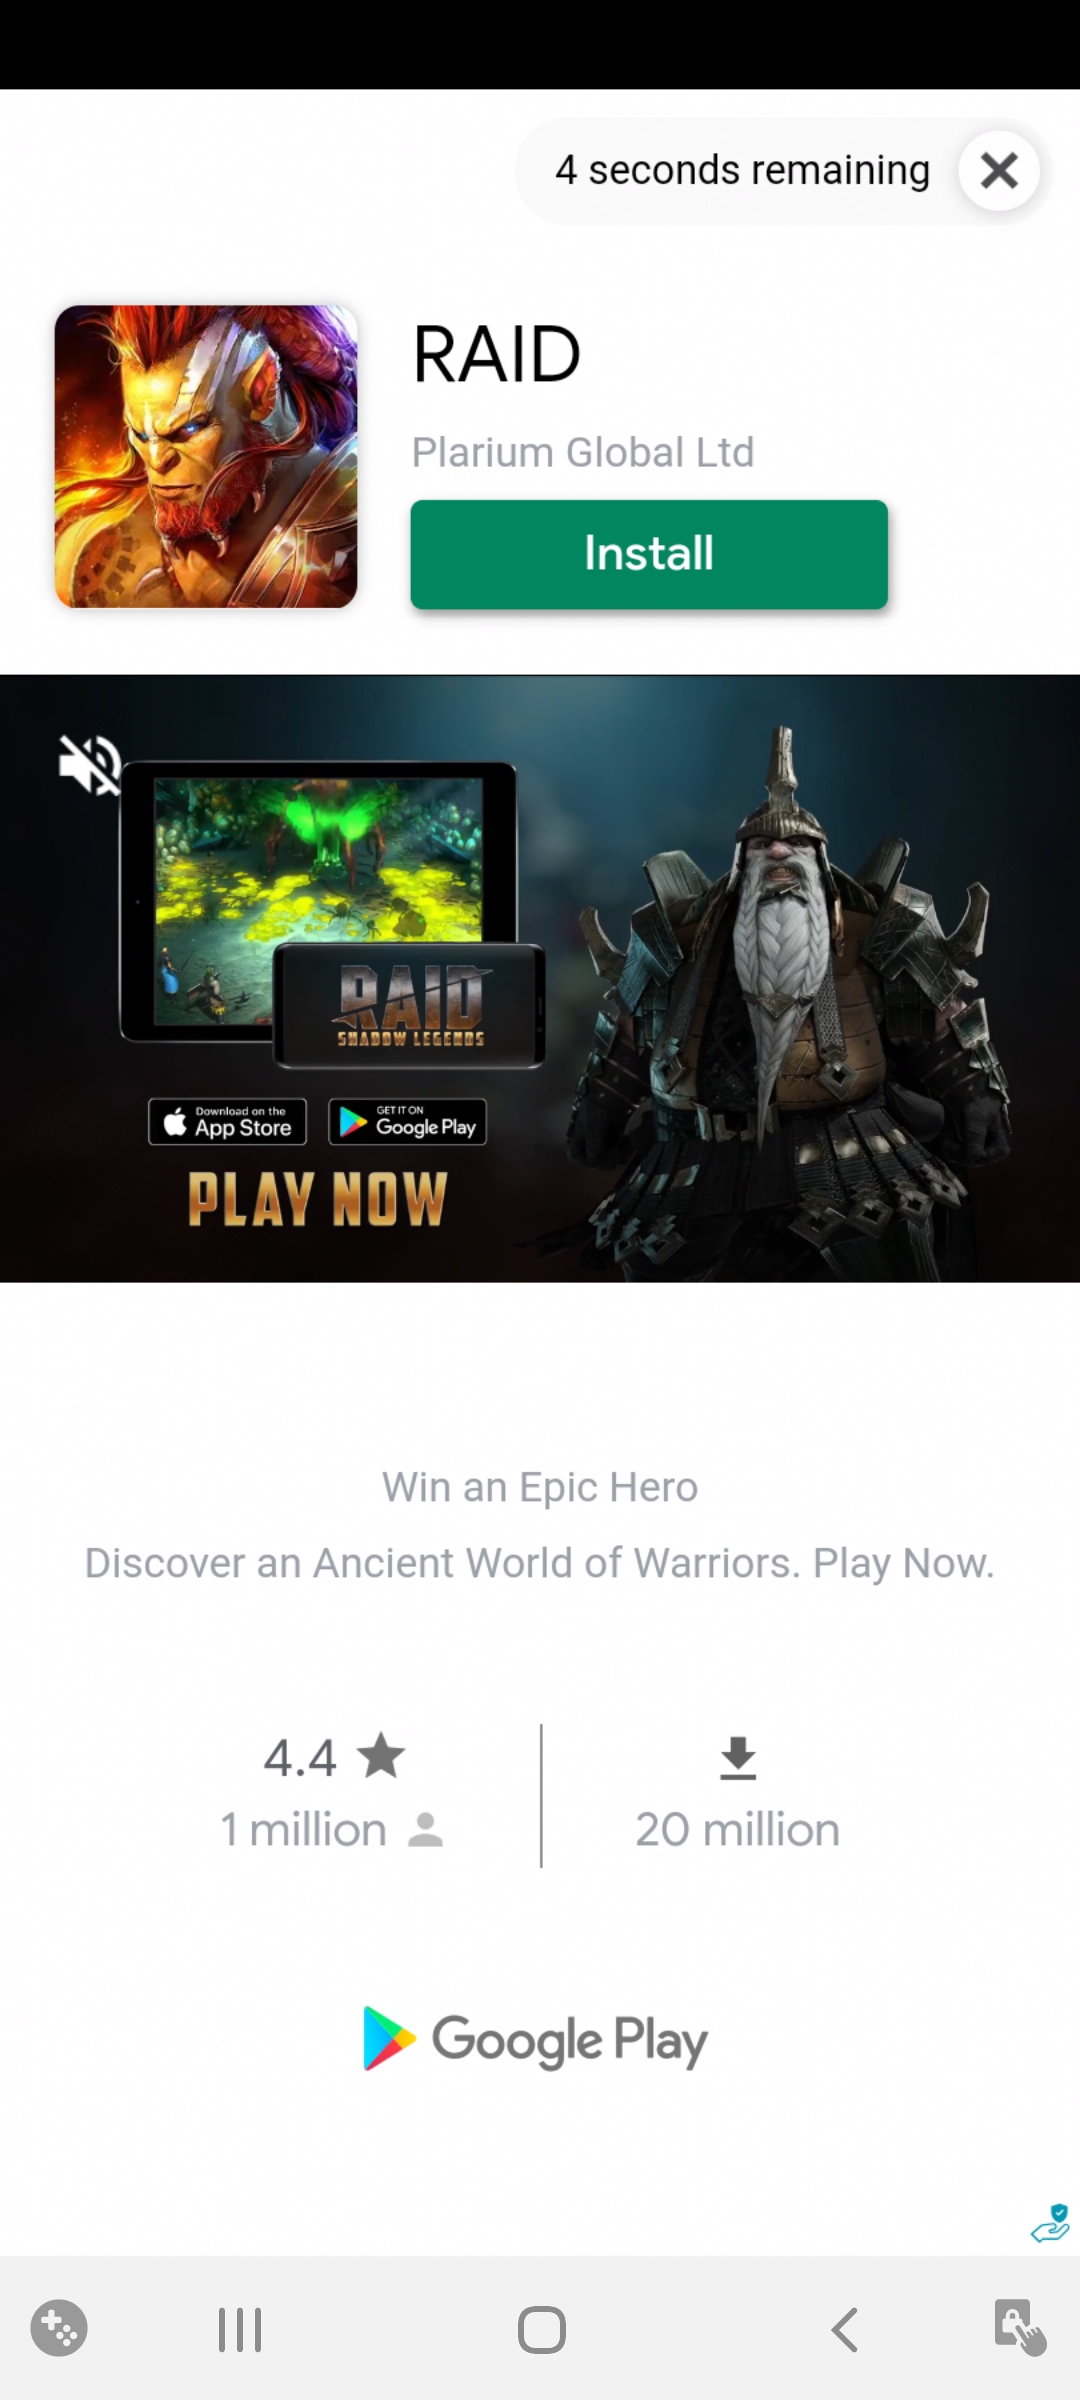 4 seconds remaining
RAID
Plarium Global Ltd
Install
RAID
SHADOW LEGENDS
Download on the
App Store
GET IT ON
Google Play
PLAY NOW
Win an Epic Hero
Discover an Ancient World of Warriors. Play Now.
4.4
1 million
20 million
Google Play